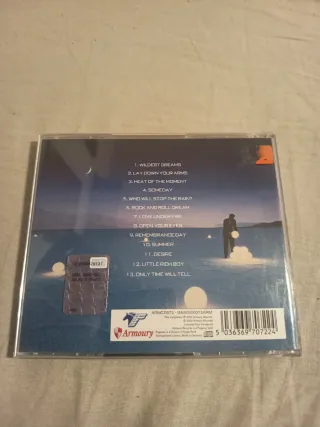 1. WILDEST DREAMS
2. LAY DOWN YOUR ARMS
3. HEAT OF THE MOMENT
4. SOMEDAY
5. WHO WILL STOP THE RAIN?
6. ROCK AND ROLL DREAM
7. LOVE UNDER FIRE
8. OPEN YOUR EYES
9. REMEMBRANCE DAY
10. SUMMER
11. DESIRE
12. LITTLE RICH BOY
13. ONLY TIME WILL TELL
Armoury
5 036369 707224